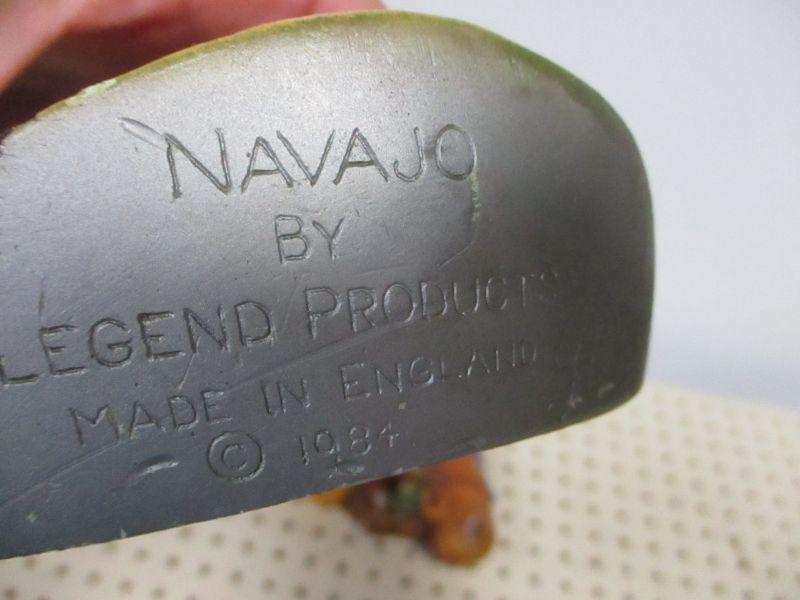 NAVAJO
BY
LEGEND PRODUCTS
MADE IN ENGLAND
© 1984